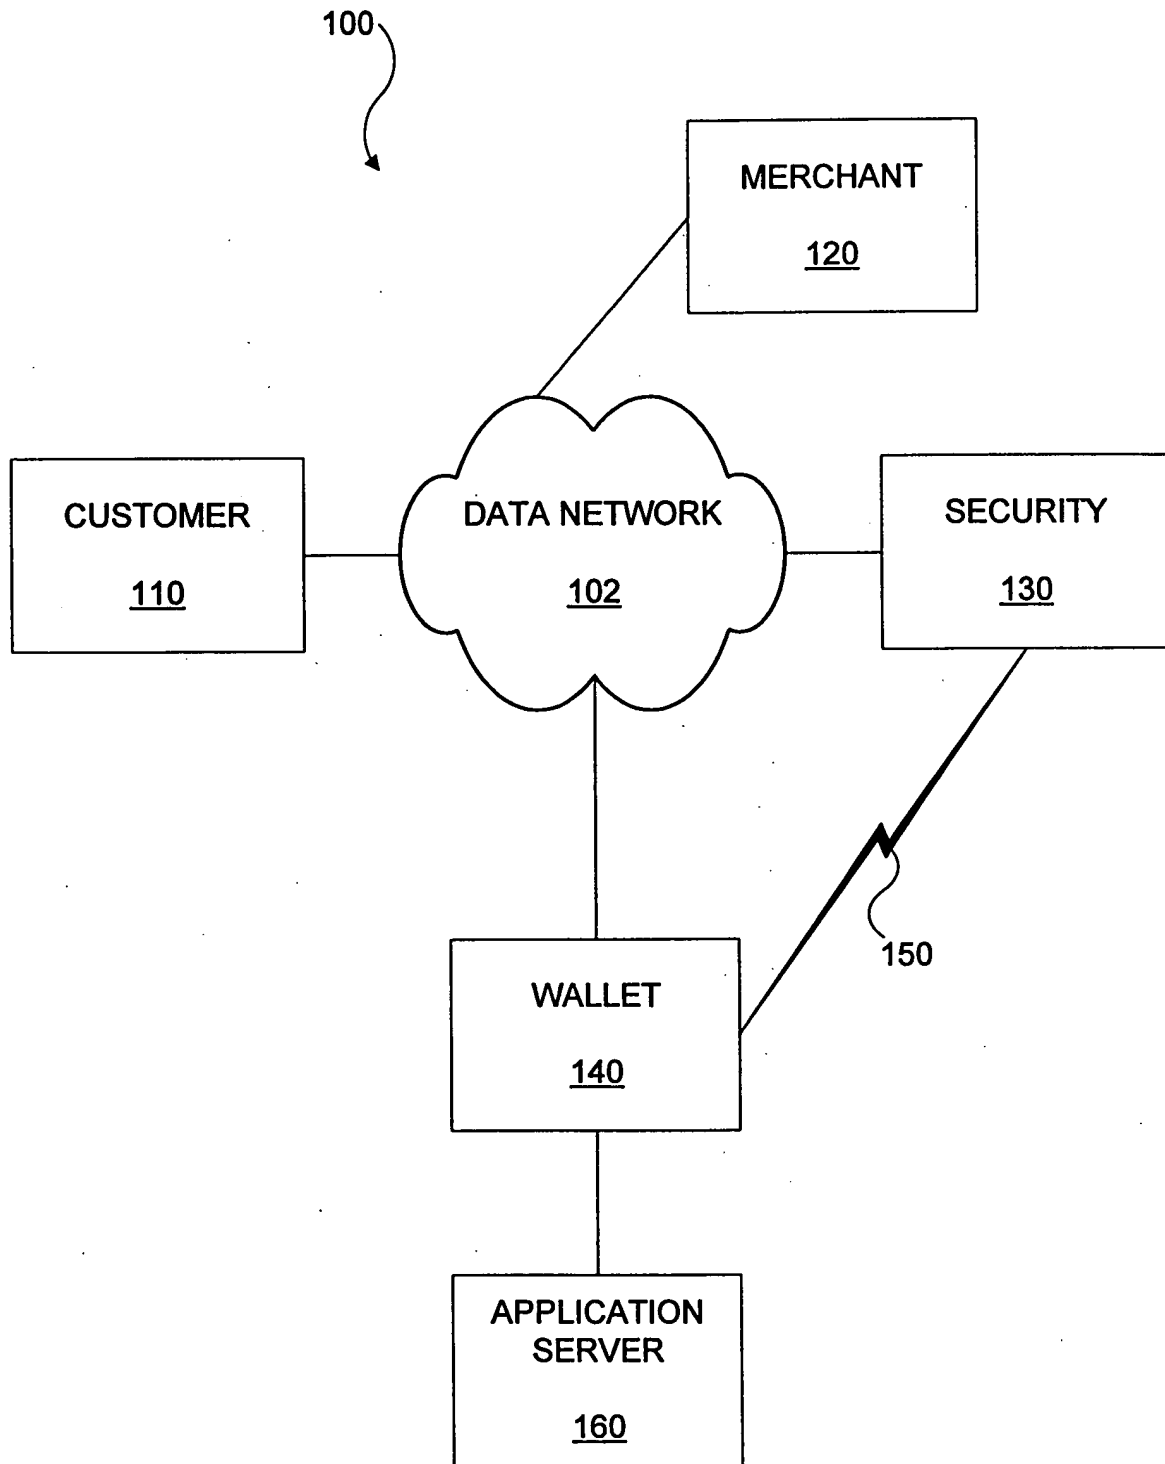 100
MERCHANT
120
CUSTOMER
110
DATA NETWORK
102
SECURITY
130
150
WALLET
140
APPLICATION
SERVER
160